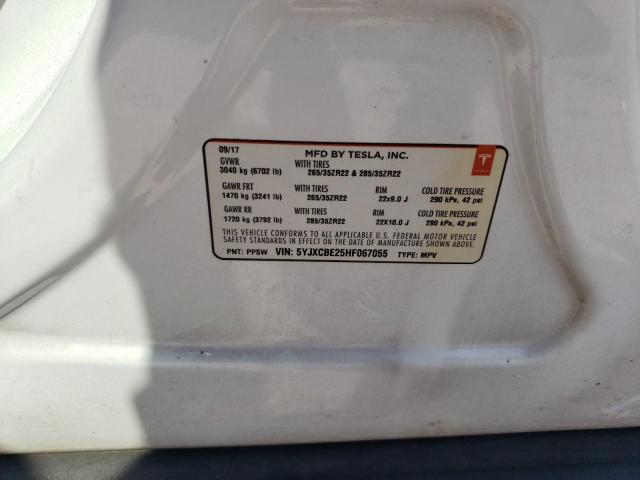 09/17 MFD BY TESLA, INC.
GVWR WITH TIRES
3040 kg (6702 lb) 265/35ZR22 & 285/35ZR22
TESLA
GAWR FRT WITH TIRES RIM COLD TIRE PRESSURE
1470 kg (3241 lb) 265/35ZR22 22x9.0 J 290 kPa, 42 psi
GAWR RR WITH TIRES RIM COLD TIRE PRESSURE
1720 kg (3792 lb) 285/35ZR22 22X10.0 J 290 kPa, 42 psi
THIS VEHICLE CONFORMS TO ALL APPLICABLE U.S. FEDERAL MOTOR VEHICLE
SAFETY STANDARDS IN EFFECT ON THE DATE OF MANUFACTURE SHOWN ABOVE.
PNT: PPSW VIN: 5YJXCBE25HF067055 TYPE: MPV